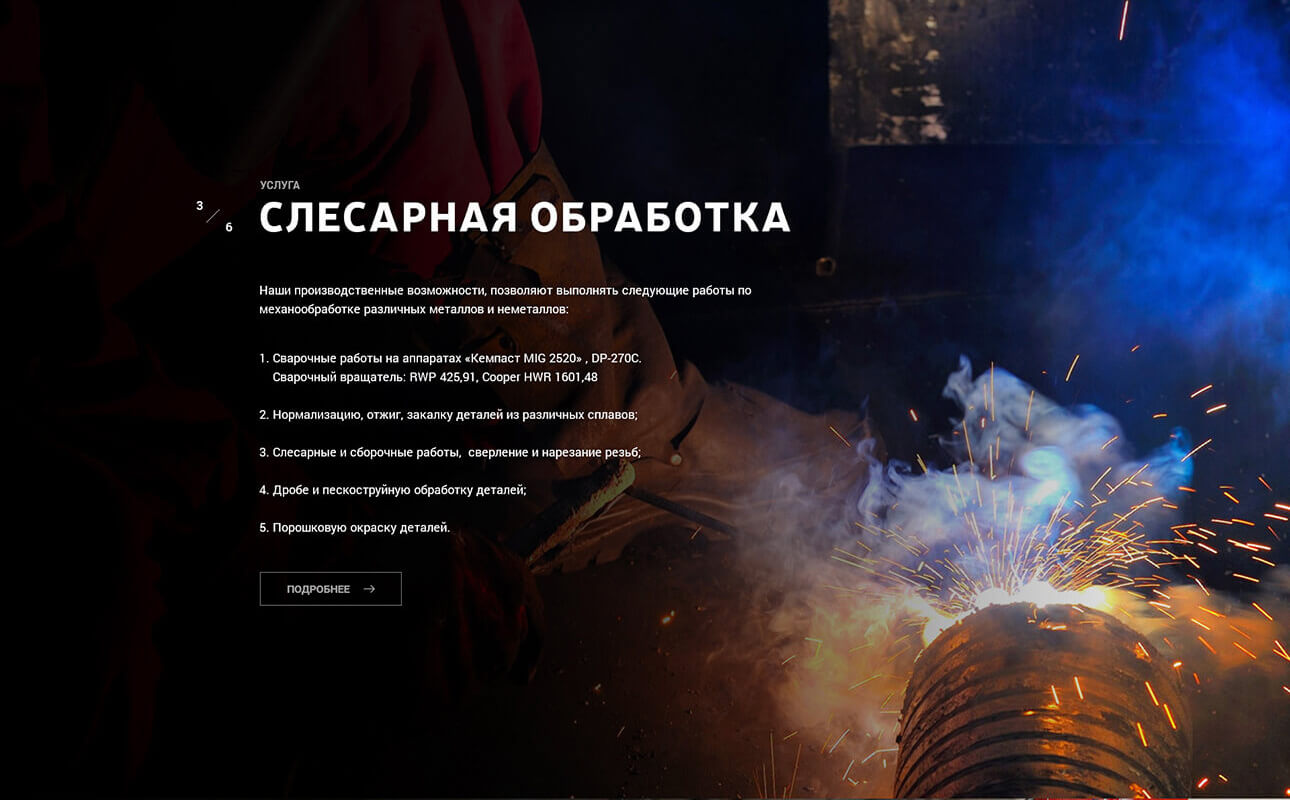 УСЛУГА
3
6
СЛЕСАРНАЯ ОБРАБОТКА
Наши производственные возможности, позволяют выполнять следующие работы по
механообработке различных металлов и неметаллов:
1. Сварочные работы на аппаратах «Кемпаст MIG 2520» , DP-270C.
Сварочный вращатель: RWP 425,91, Cooper HWR 1601,48
2. Нормализацию, отжиг, закалку деталей из различных сплавов;
3. Слесарные и сборочные работы,  сверление и нарезание резьб;
4. Дробе и пескоструйную обработку деталей;
5. Порошковую окраску деталей.
ПОДРОБНЕЕ →